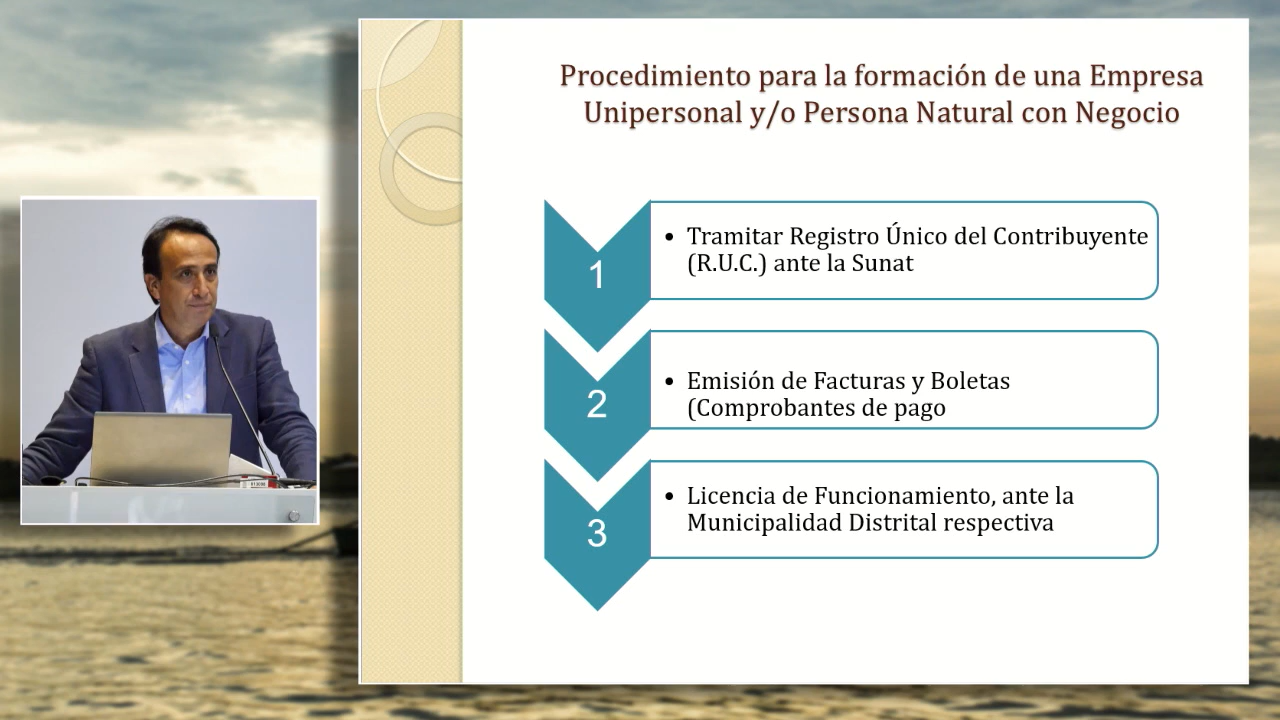 Procedimiento para la formación de una Empresa
Unipersonal y/o Persona Natural con Negocio
1
• Tramitar Registro Único del Contribuyente
(R.U.C.) ante la Sunat
2
• Emisión de Facturas y Boletas
(Comprobantes de pago
3
• Licencia de Funcionamiento, ante la
Municipalidad Distrital respectiva